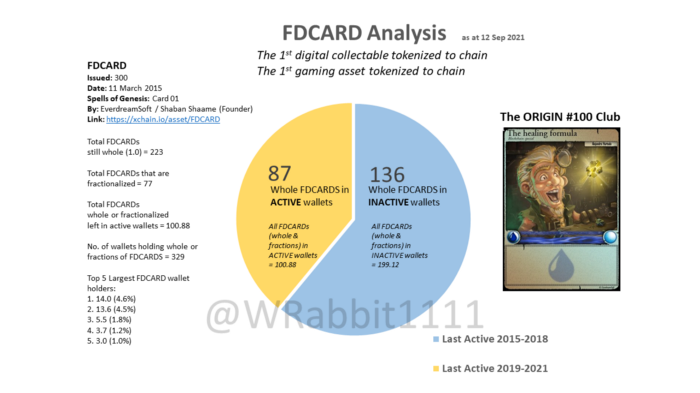 FDCARD Analysis as at 12 Sep 2021
The 1st digital collectable tokenized to chain
The 1st gaming asset tokenized to chain
FDCARD
Issued: 300
Date: 11 March 2015
Spells of Genesis: Card 01
By: EverdreamSoft / Shaban Shaame (Founder)
Link: https://xchain.io/asset/FDCARD
Total FDCARDs
still whole (1.0) = 223
Total FDCARDs that are
fractionalized = 77
Total FDCARDs
whole or fractionalized
left in active wallets = 100.88
No. of wallets holding whole or
fractions of FDCARDS = 329
Top 5 Largest FDCARD wallet
holders:
1. 14.0 (4.6%)
2. 13.6 (4.5%)
3. 5.5 (1.8%)
4. 3.7 (1.2%)
5. 3.0 (1.0%)
87
Whole FDCARDS in
ACTIVE wallets
All FDCARDs
(whole &
fractions) in
ACTIVE wallets
= 100.88
136
Whole FDCARDS in
INACTIVE wallets
All FDCARDs
(whole &
fractions) in
INACTIVE wallets
= 199.12
The ORIGIN #100 Club
The healing formula
@WRabbit1111
Last Active 2015-2018
Last Active 2019-2021